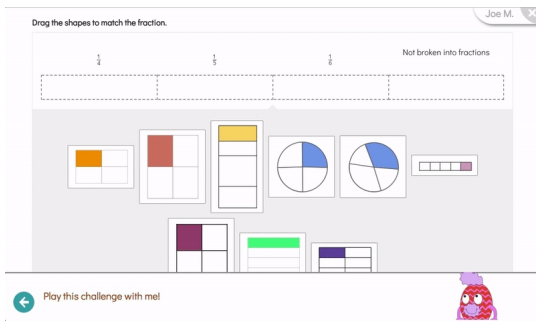 Joe M.
Drag the shapes to match the fraction.
1/4 1/5 1/6 Not broken into fractions
Play this challenge with me!